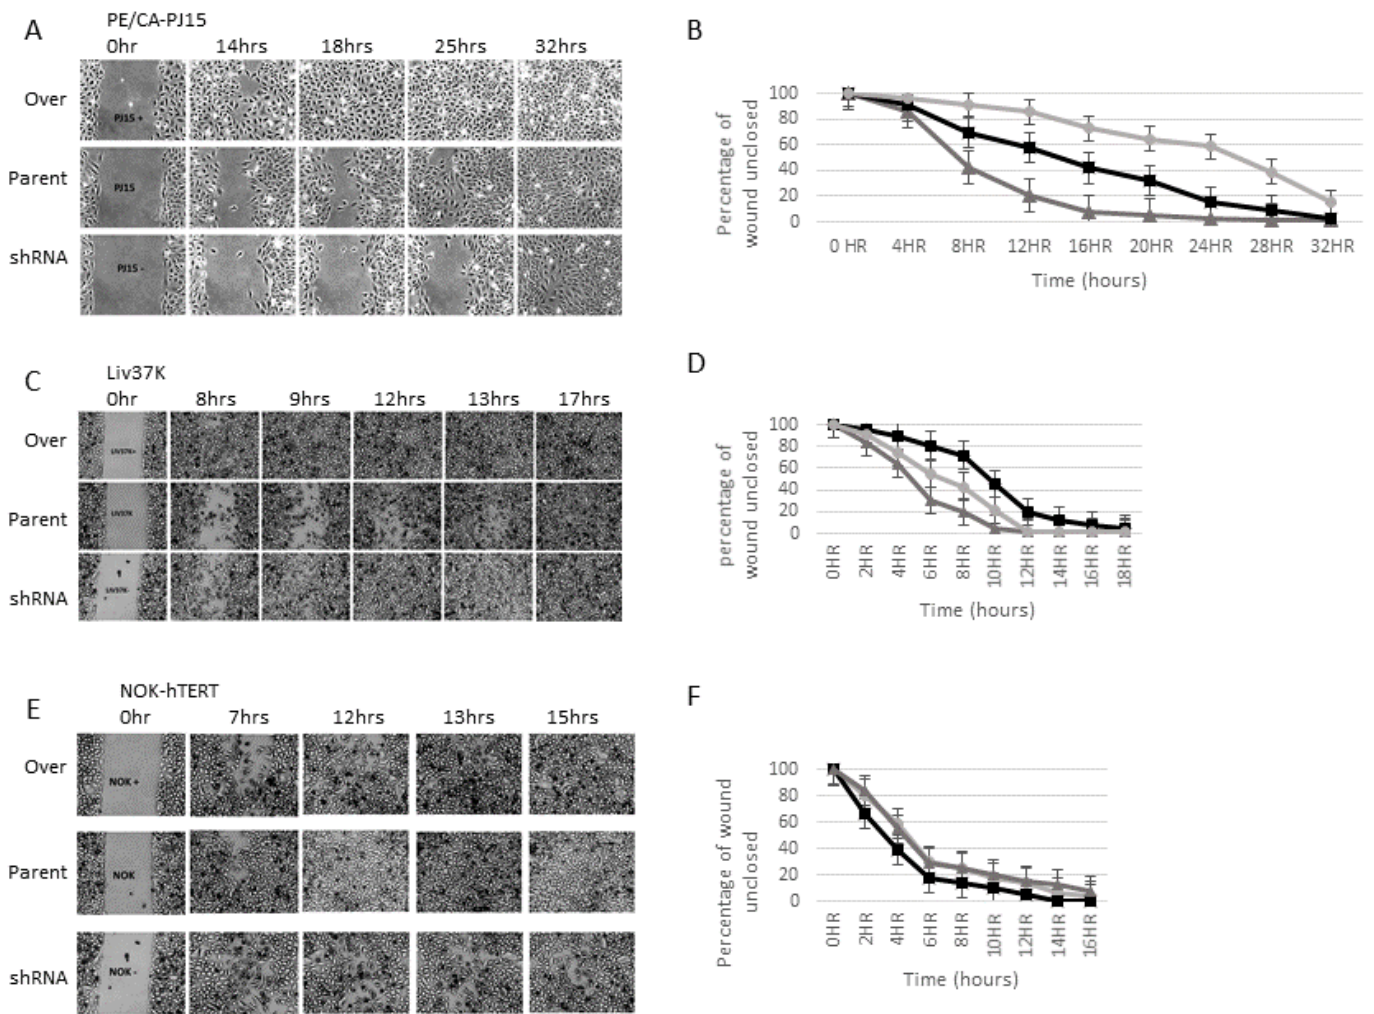 A
PE/CA-PJ15
0hr 14hrs 18hrs 25hrs 32hrs
Over
PJ15 +
Parent
PJ15
shRNA
PJ15 -
B
Percentage of
wound unclosed
100
80
60
40
20
0
0 HR 4HR 8HR 12HR 16HR 20HR 24HR 28HR 32HR
Time (hours)
C
Liv37K
0hr 8hrs 9hrs 12hrs 13hrs 17hrs
Over
LIV37K+
Parent
LIV37K
shRNA
LIV37K-
D
percentage of
wound unclosed
100
80
60
40
20
0
0HR 2HR 4HR 6HR 8HR 10HR 12HR 14HR 16HR 18HR
Time (hours)
E
NOK-hTERT
0hr 7hrs 12hrs 13hrs 15hrs
Over
NOK +
Parent
NOK
shRNA
NOK -
F
Percentage of wound
unclosed
100
80
60
40
20
0
0HR 2HR 4HR 6HR 8HR 10HR 12HR 14HR 16HR
Time (hours)